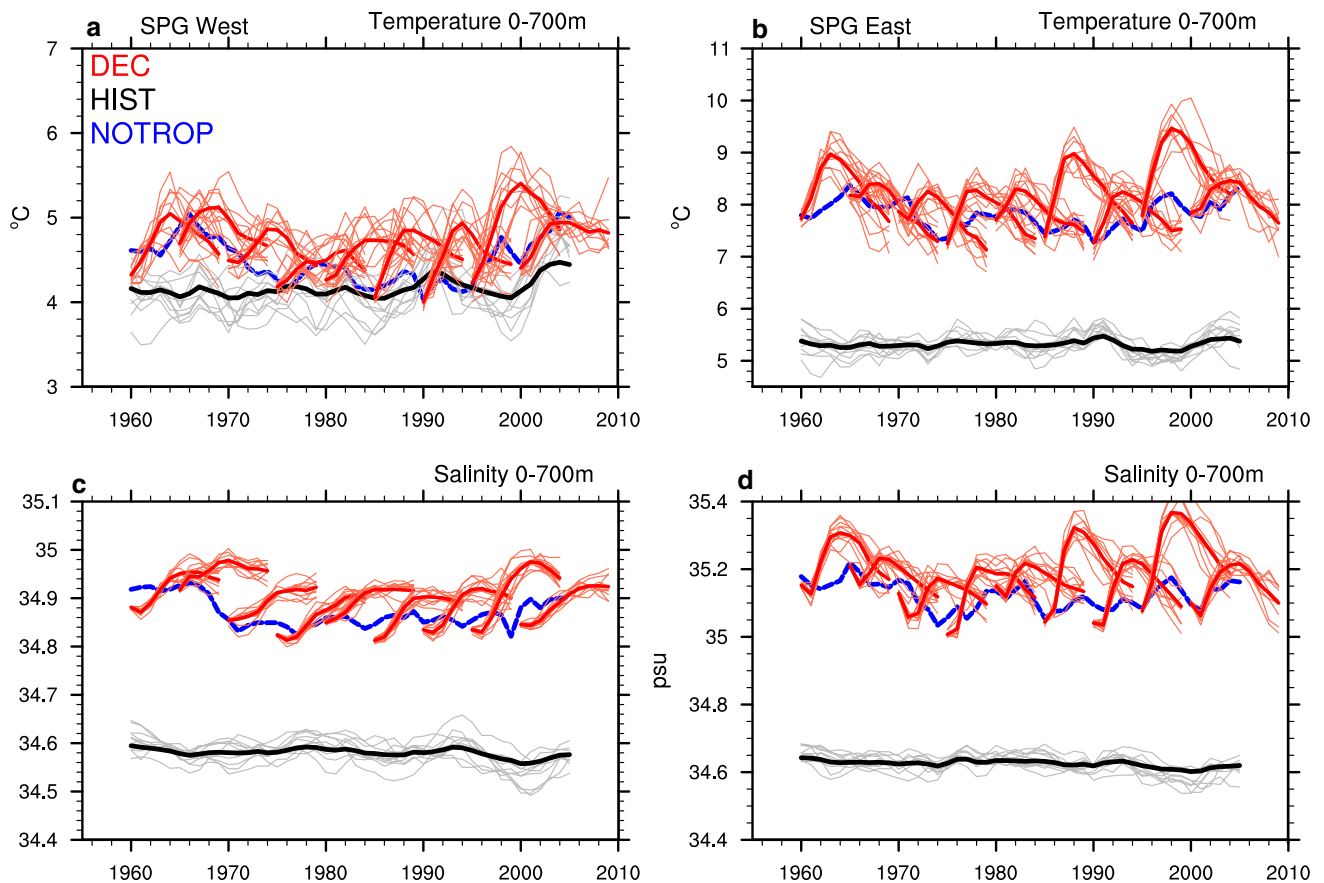 a SPG West Temperature 0-700m
DEC
HIST
NOTROP
°C
7
6
5
4
3
1960 1970 1980 1990 2000 2010
b SPG East Temperature 0-700m
°C
11
10
9
8
7
6
5
1960 1970 1980 1990 2000 2010
c Salinity 0-700m
35.1
35
34.9
34.8
34.7
34.6
34.5
34.4
1960 1970 1980 1990 2000 2010
d Salinity 0-700m
psu
35.4
35.2
35
34.8
34.6
34.4
1960 1970 1980 1990 2000 2010